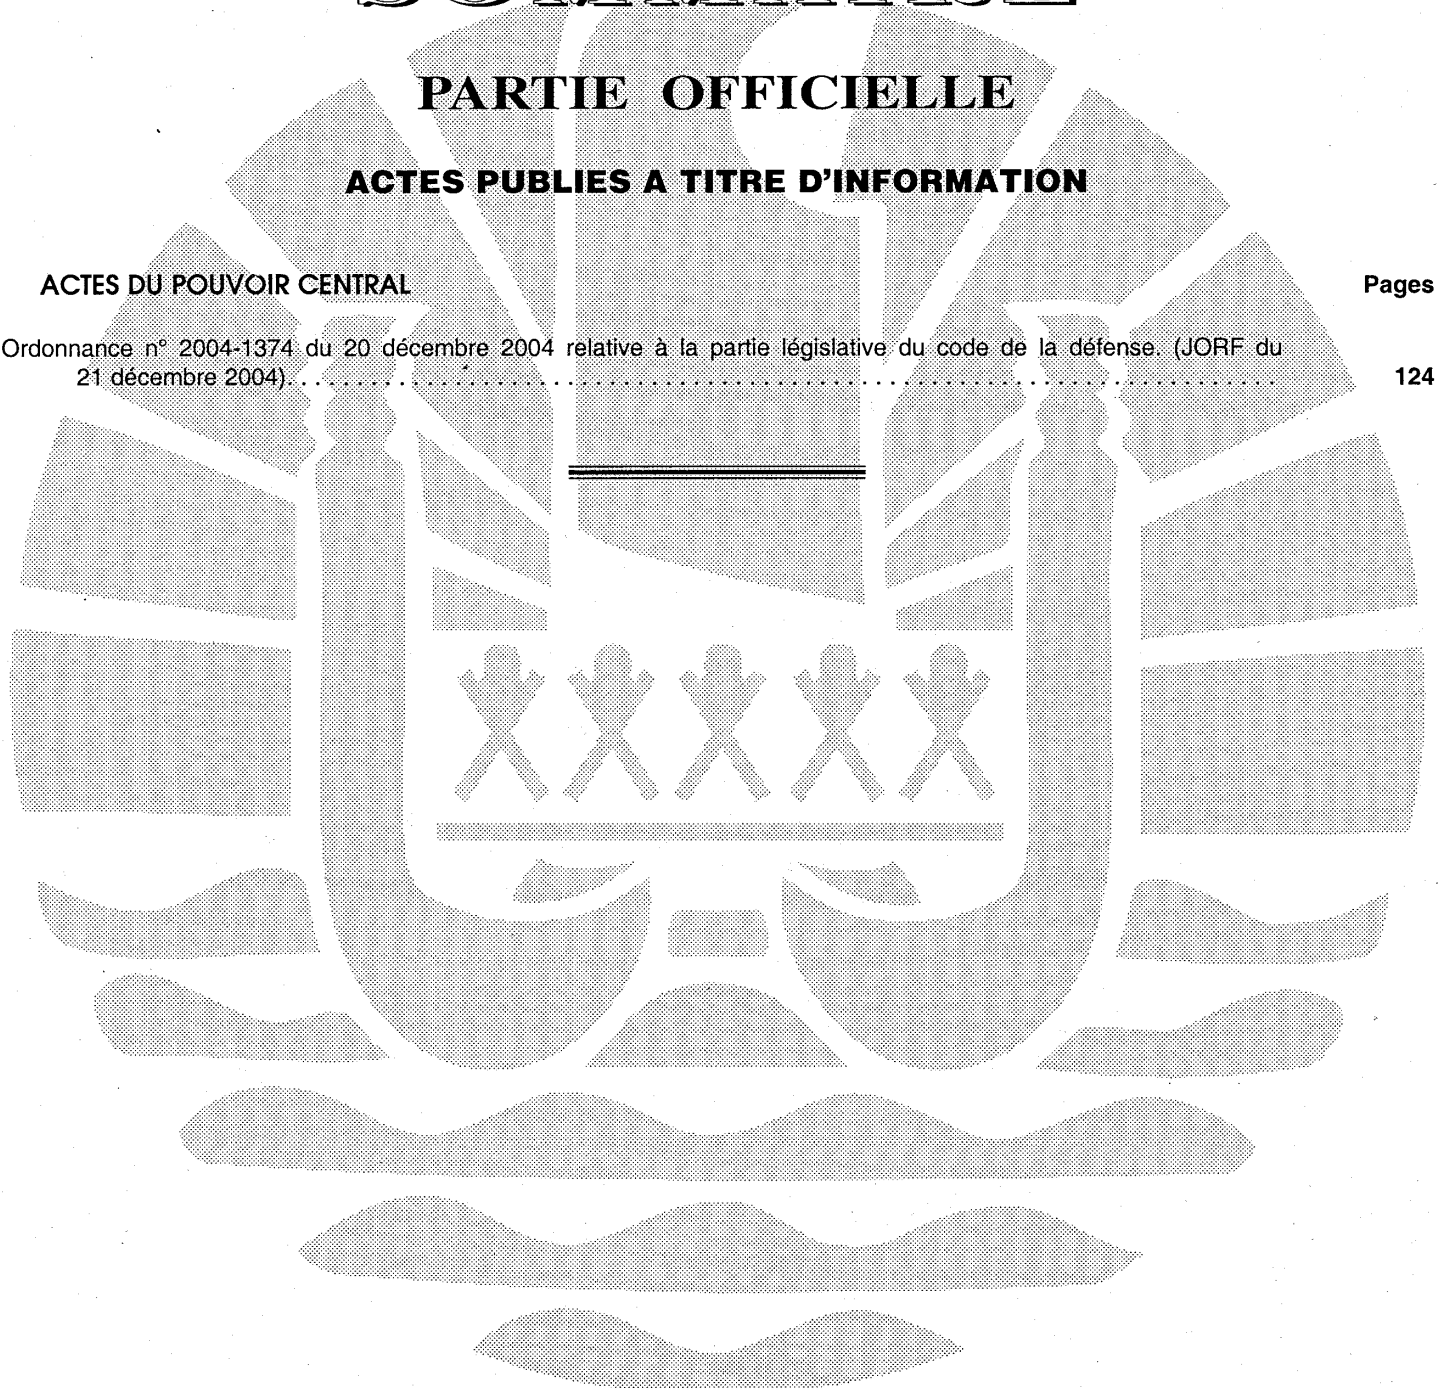 SOMMAIRE
PARTIE OFFICIELLE
ACTES PUBLIES A TITRE D'INFORMATION
ACTES DU POUVOIR CENTRAL Pages
Ordonnance n° 2004-1374 du 20 décembre 2004 relative à la partie législative du code de la défense. (JORF du
21 décembre 2004). . . . . . . . . . . . . . . . . . . . . . . . . . . . . . . . . . . . . . . . . . . . . . . . . . . . . . . . . . . . . . . . . . . . . . . 124